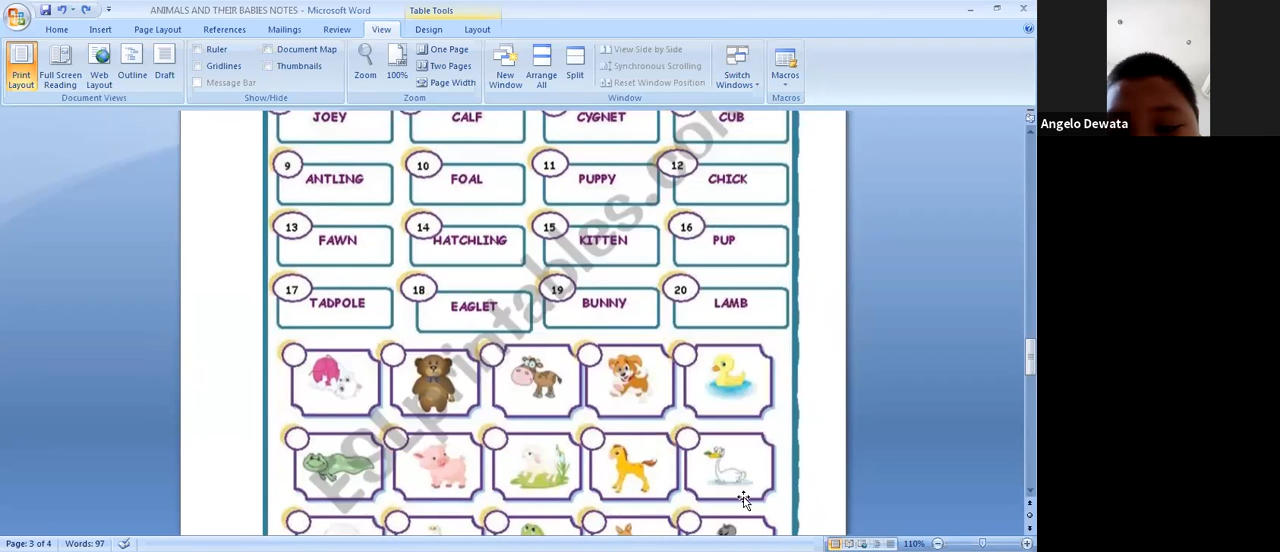 ANIMALS AND THEIR BABIES NOTES - Microsoft Word
Table Tools
Home Insert Page Layout References Mailings Review View Design Layout
Ruler Document Map One Page View Side by Side
Gridlines Thumbnails Two Pages Synchronous Scrolling
Message Bar Page Width Reset Window Position
Print Layout
Full Screen Reading
Web Layout
Outline
Draft
Zoom
100%
New Window
Arrange All
Split
Switch Windows
Macros
Document Views Show/Hide Zoom Window Macros
Angelo Dewata
JOEY CALF CYGNET CUB
9 ANTLING 10 FOAL 11 PUPPY 12 CHICK
13 FAWN 14 HATCHLING 15 KITTEN 16 PUP
17 TADPOLE 18 EAGLET 19 BUNNY 20 LAMB
ESLprintables.com
Page: 3 of 4 Words: 97 110%